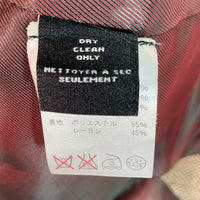 DRY
CLEAN
ONLY
NETTOYER À SEC
SEULEMENT
%
%
%
裏地 ポリエステル 55%
レーヨン 45%